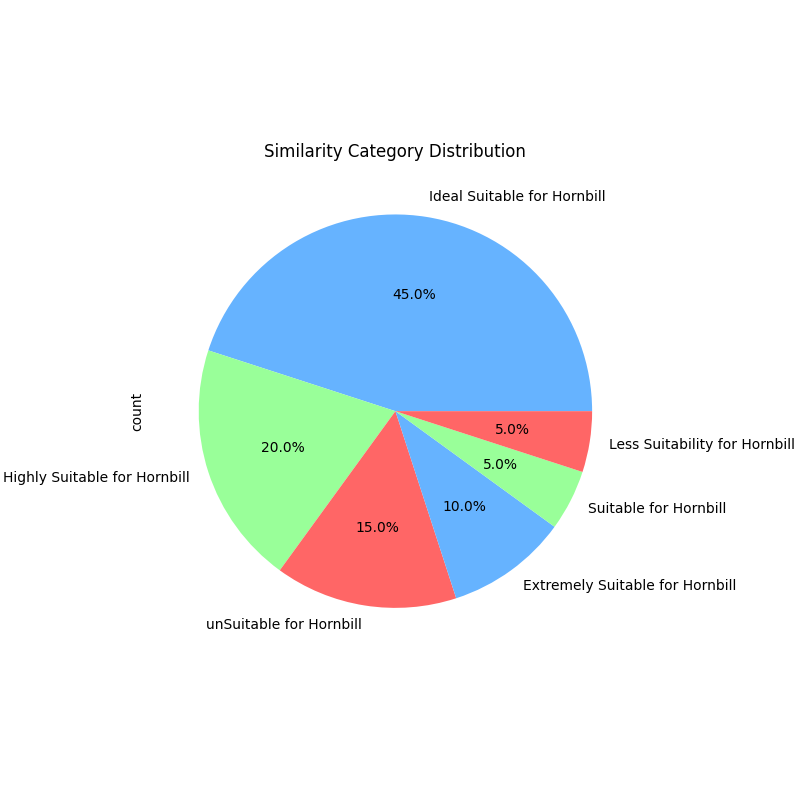 Similarity Category Distribution
Ideal Suitable for Hornbill
45.0%
count
20.0%
Highly Suitable for Hornbill
15.0%
unSuitable for Hornbill
10.0%
Extremely Suitable for Hornbill
5.0%
Suitable for Hornbill
5.0%
Less Suitability for Hornbill